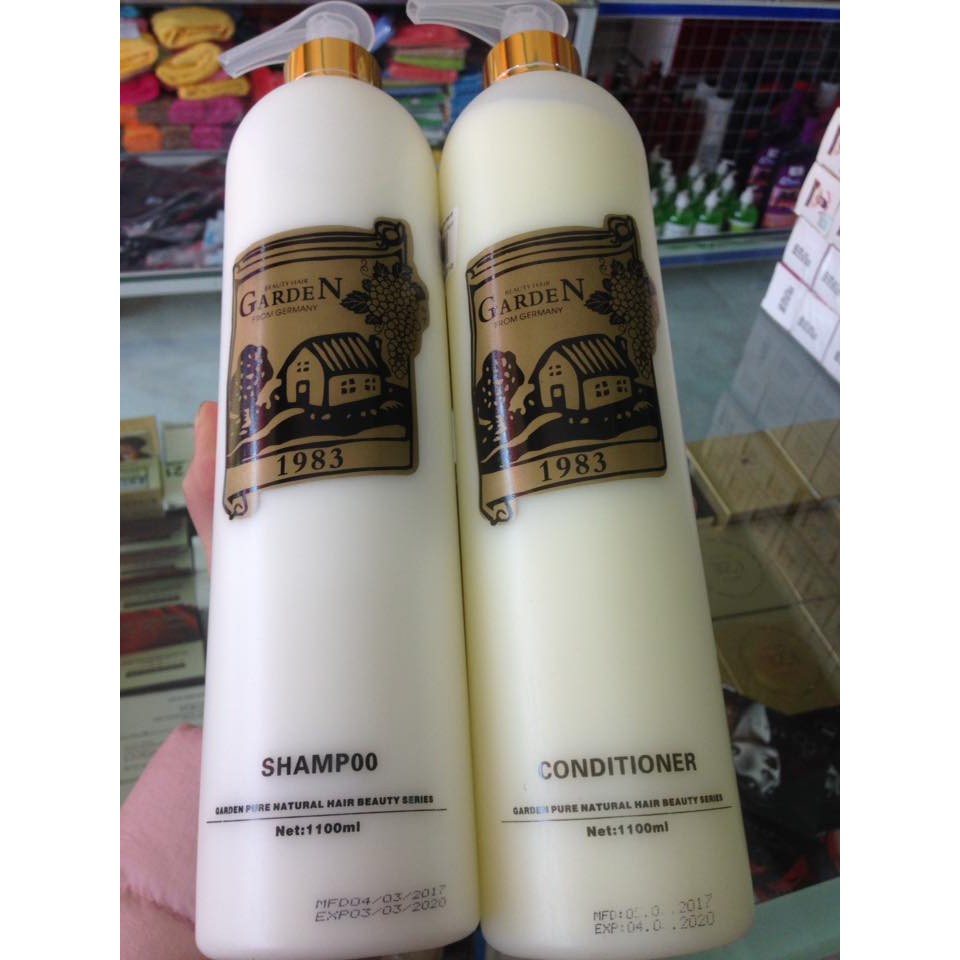 BEAUTY HAIR
GARDEN
FROM GERMANY
1983
SHAMPOO
GARDEN PURE NATURAL HAIR BEAUTY SERIES
Net:1100ml
MFD04/03/2017
EXP03/03/2020
BEAUTY HAIR
GARDEN
FROM GERMANY
1983
CONDITIONER
GARDEN PURE NATURAL HAIR BEAUTY SERIES
Net:1100ml